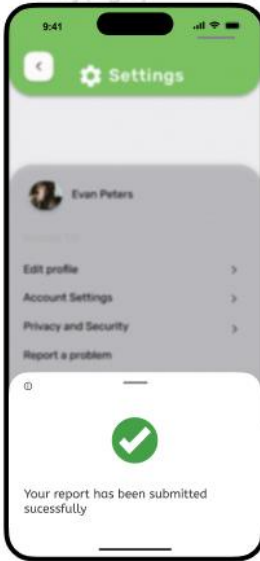 9:41
Settings
Evan Peters
Edit profile
Account Settings
Privacy and Security
Report a problem
Your report has been submitted
sucessfully